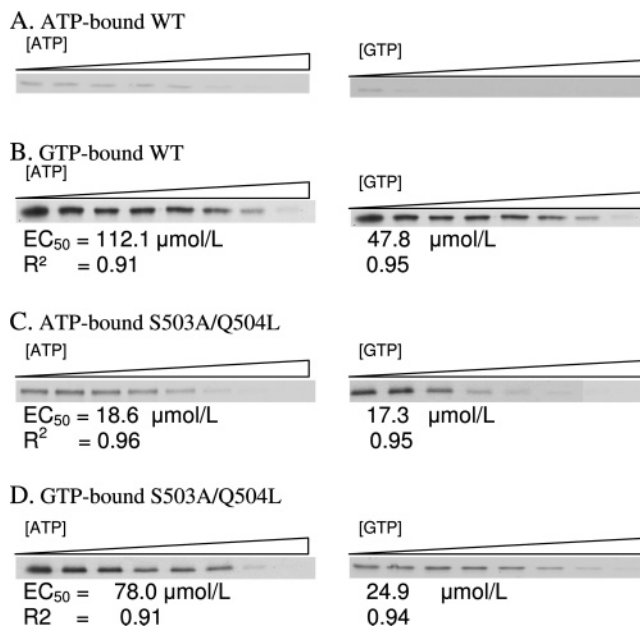 A. ATP-bound WT
[ATP] [GTP]
B. GTP-bound WT
[ATP] [GTP]
EC₅₀ = 112.1 µmol/L 47.8 µmol/L
R² = 0.91 0.95
C. ATP-bound S503A/Q504L
[ATP] [GTP]
EC₅₀ = 18.6 µmol/L 17.3 µmol/L
R² = 0.96 0.95
D. GTP-bound S503A/Q504L
[ATP] [GTP]
EC₅₀ = 78.0 µmol/L 24.9 µmol/L
R2 = 0.91 0.94